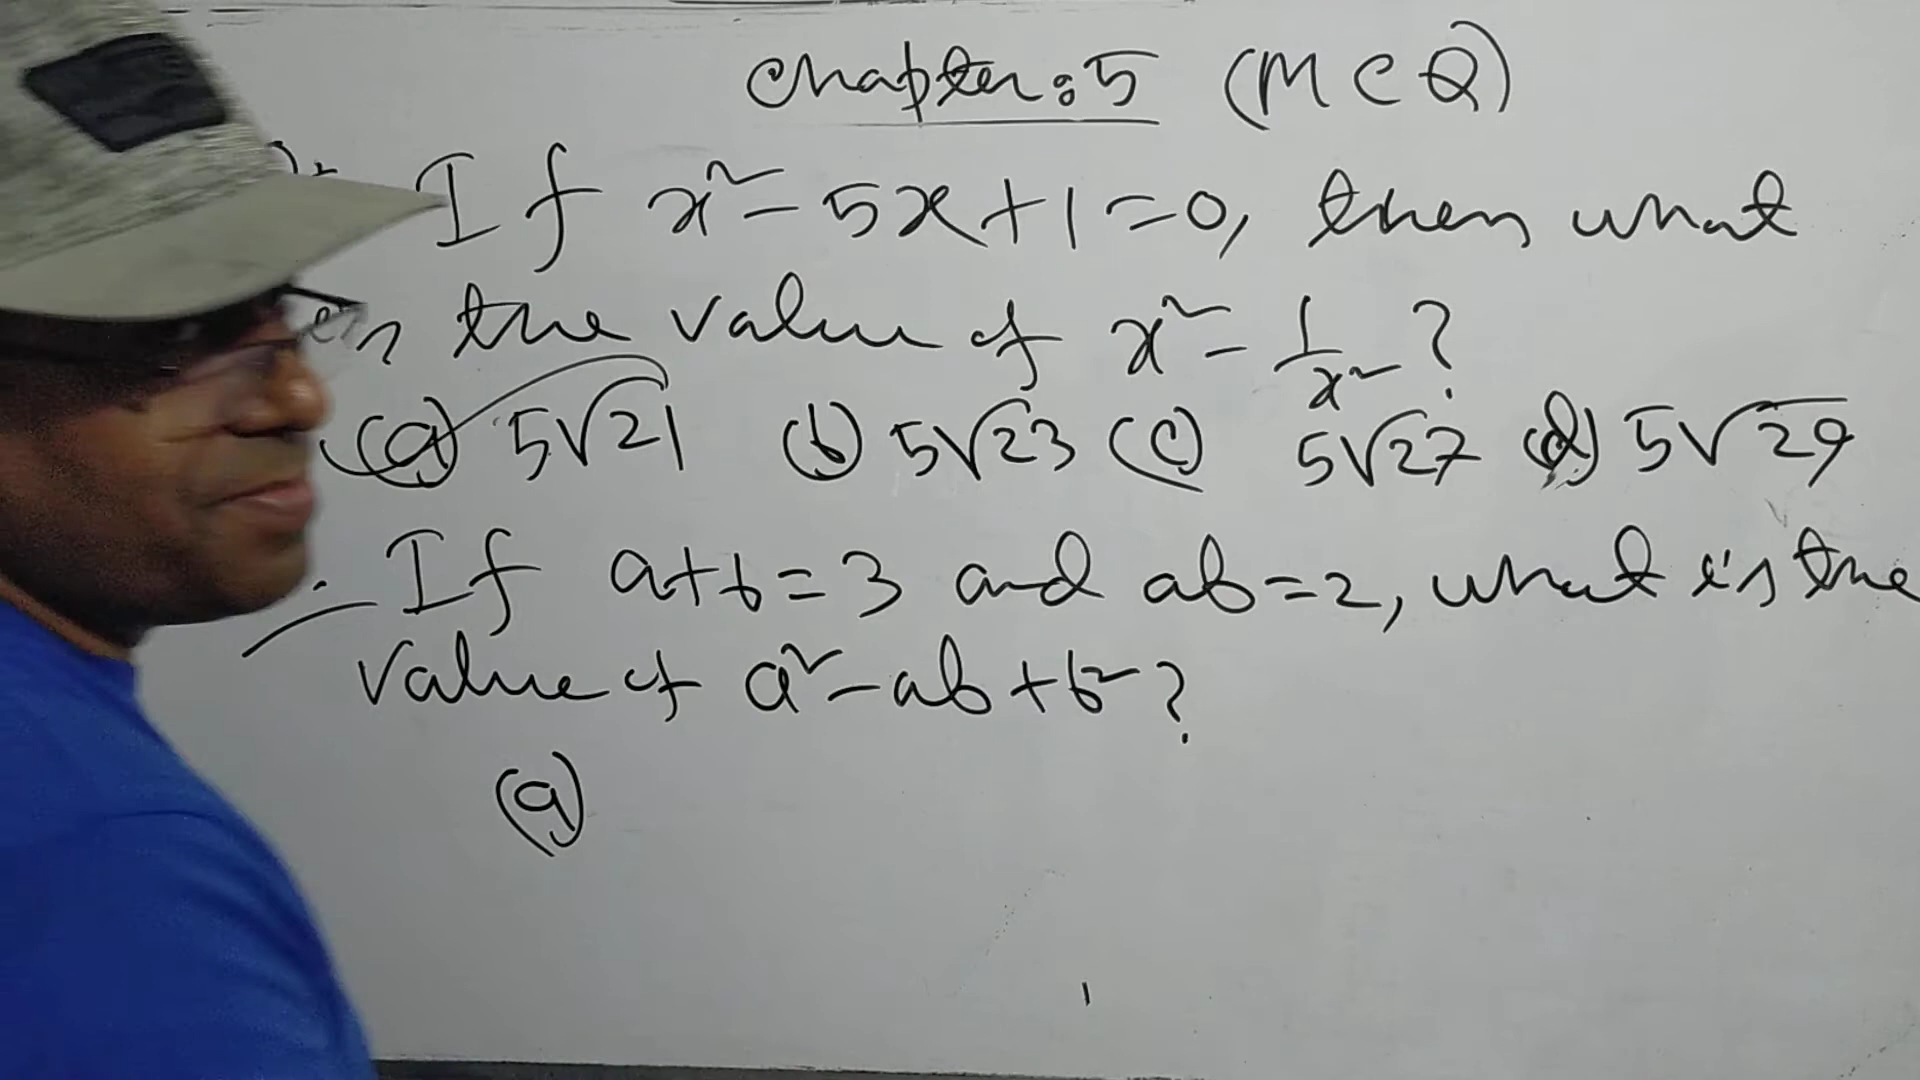 Chapter: 5 (MCQ)
If x² - 5x + 1 = 0, then what
the value of x² - 1/x² ?
(a) 5√21 (b) 5√23 (c) 5√27 (d) 5√29
If a+b=3 and ab=2, what is the
value of a² - ab + b² ?
(a)